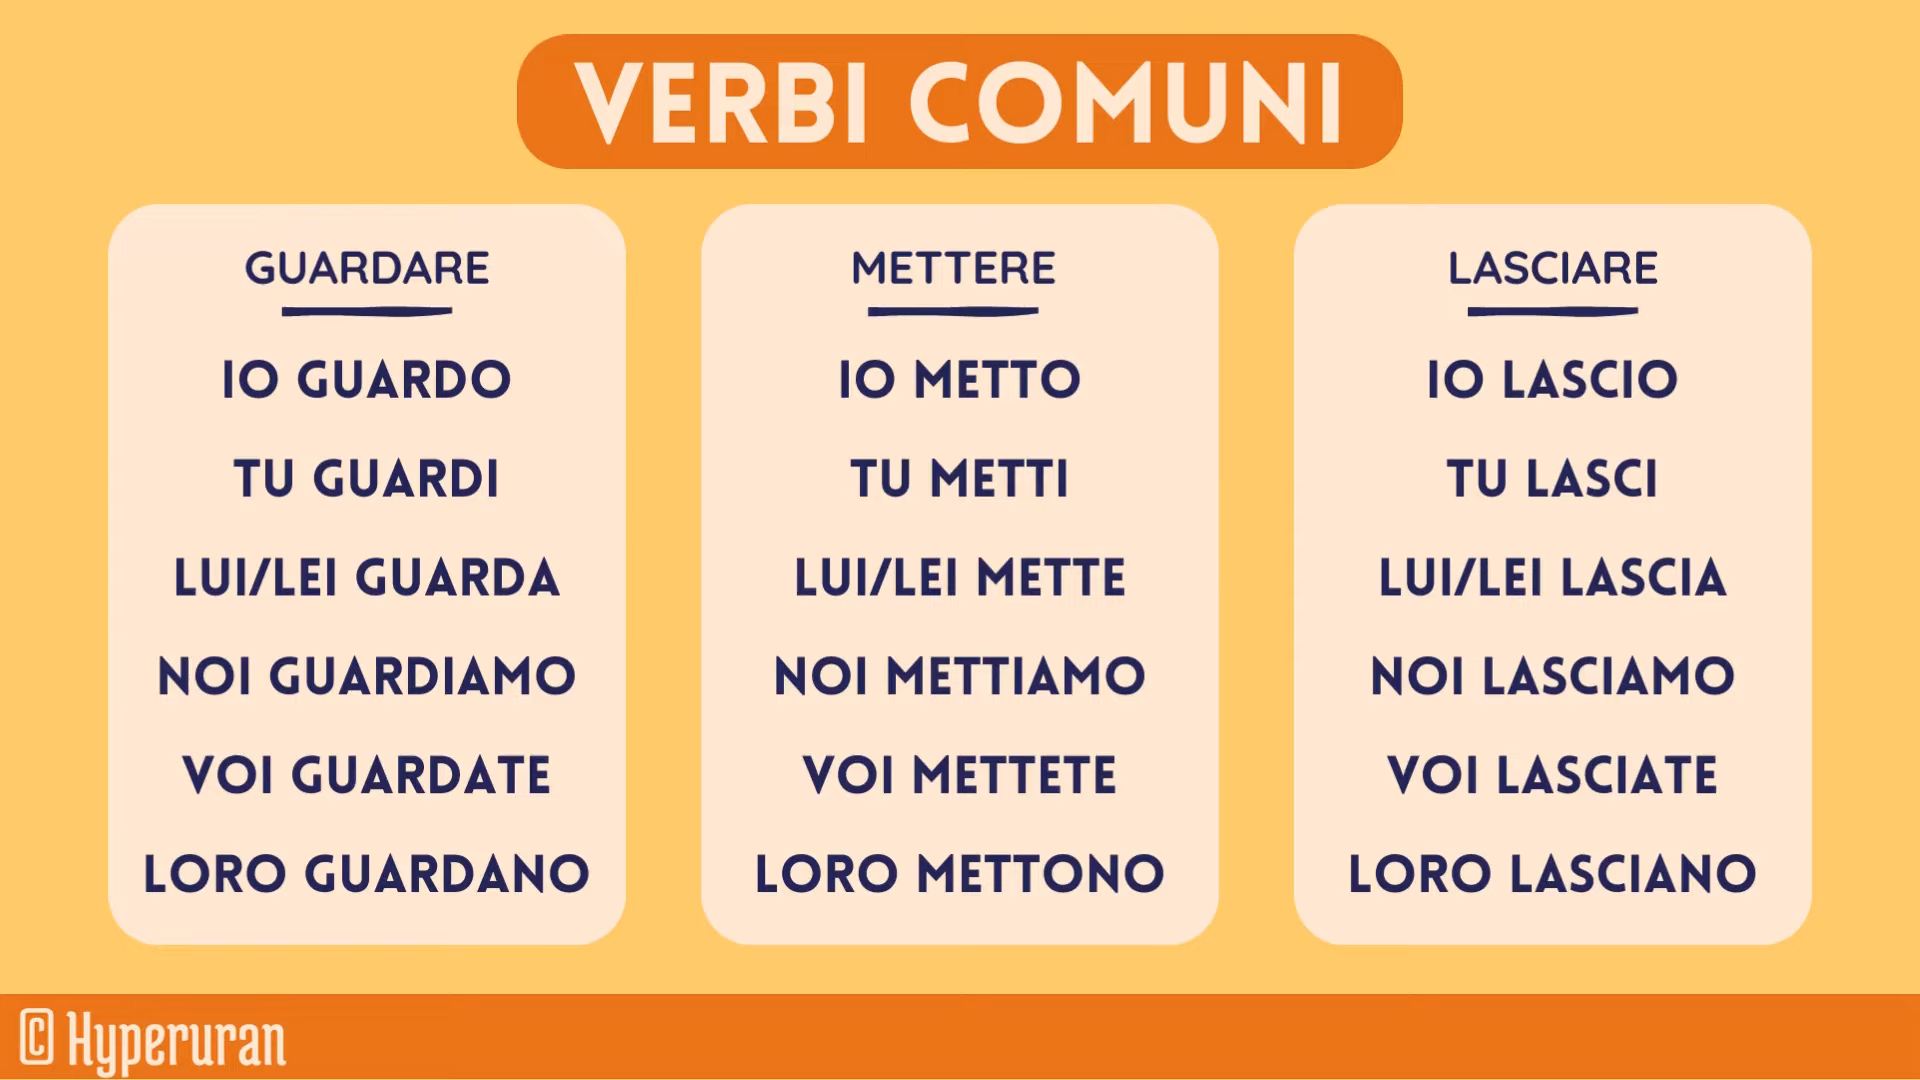 VERBI COMUNI
GUARDARE
IO GUARDO
TU GUARDI
LUI/LEI GUARDA
NOI GUARDIAMO
VOI GUARDATE
LORO GUARDANO
METTERE
IO METTO
TU METTI
LUI/LEI METTE
NOI METTIAMO
VOI METTETE
LORO METTONO
LASCIARE
IO LASCIO
TU LASCI
LUI/LEI LASCIA
NOI LASCIAMO
VOI LASCIATE
LORO LASCIANO
© Hyperuran